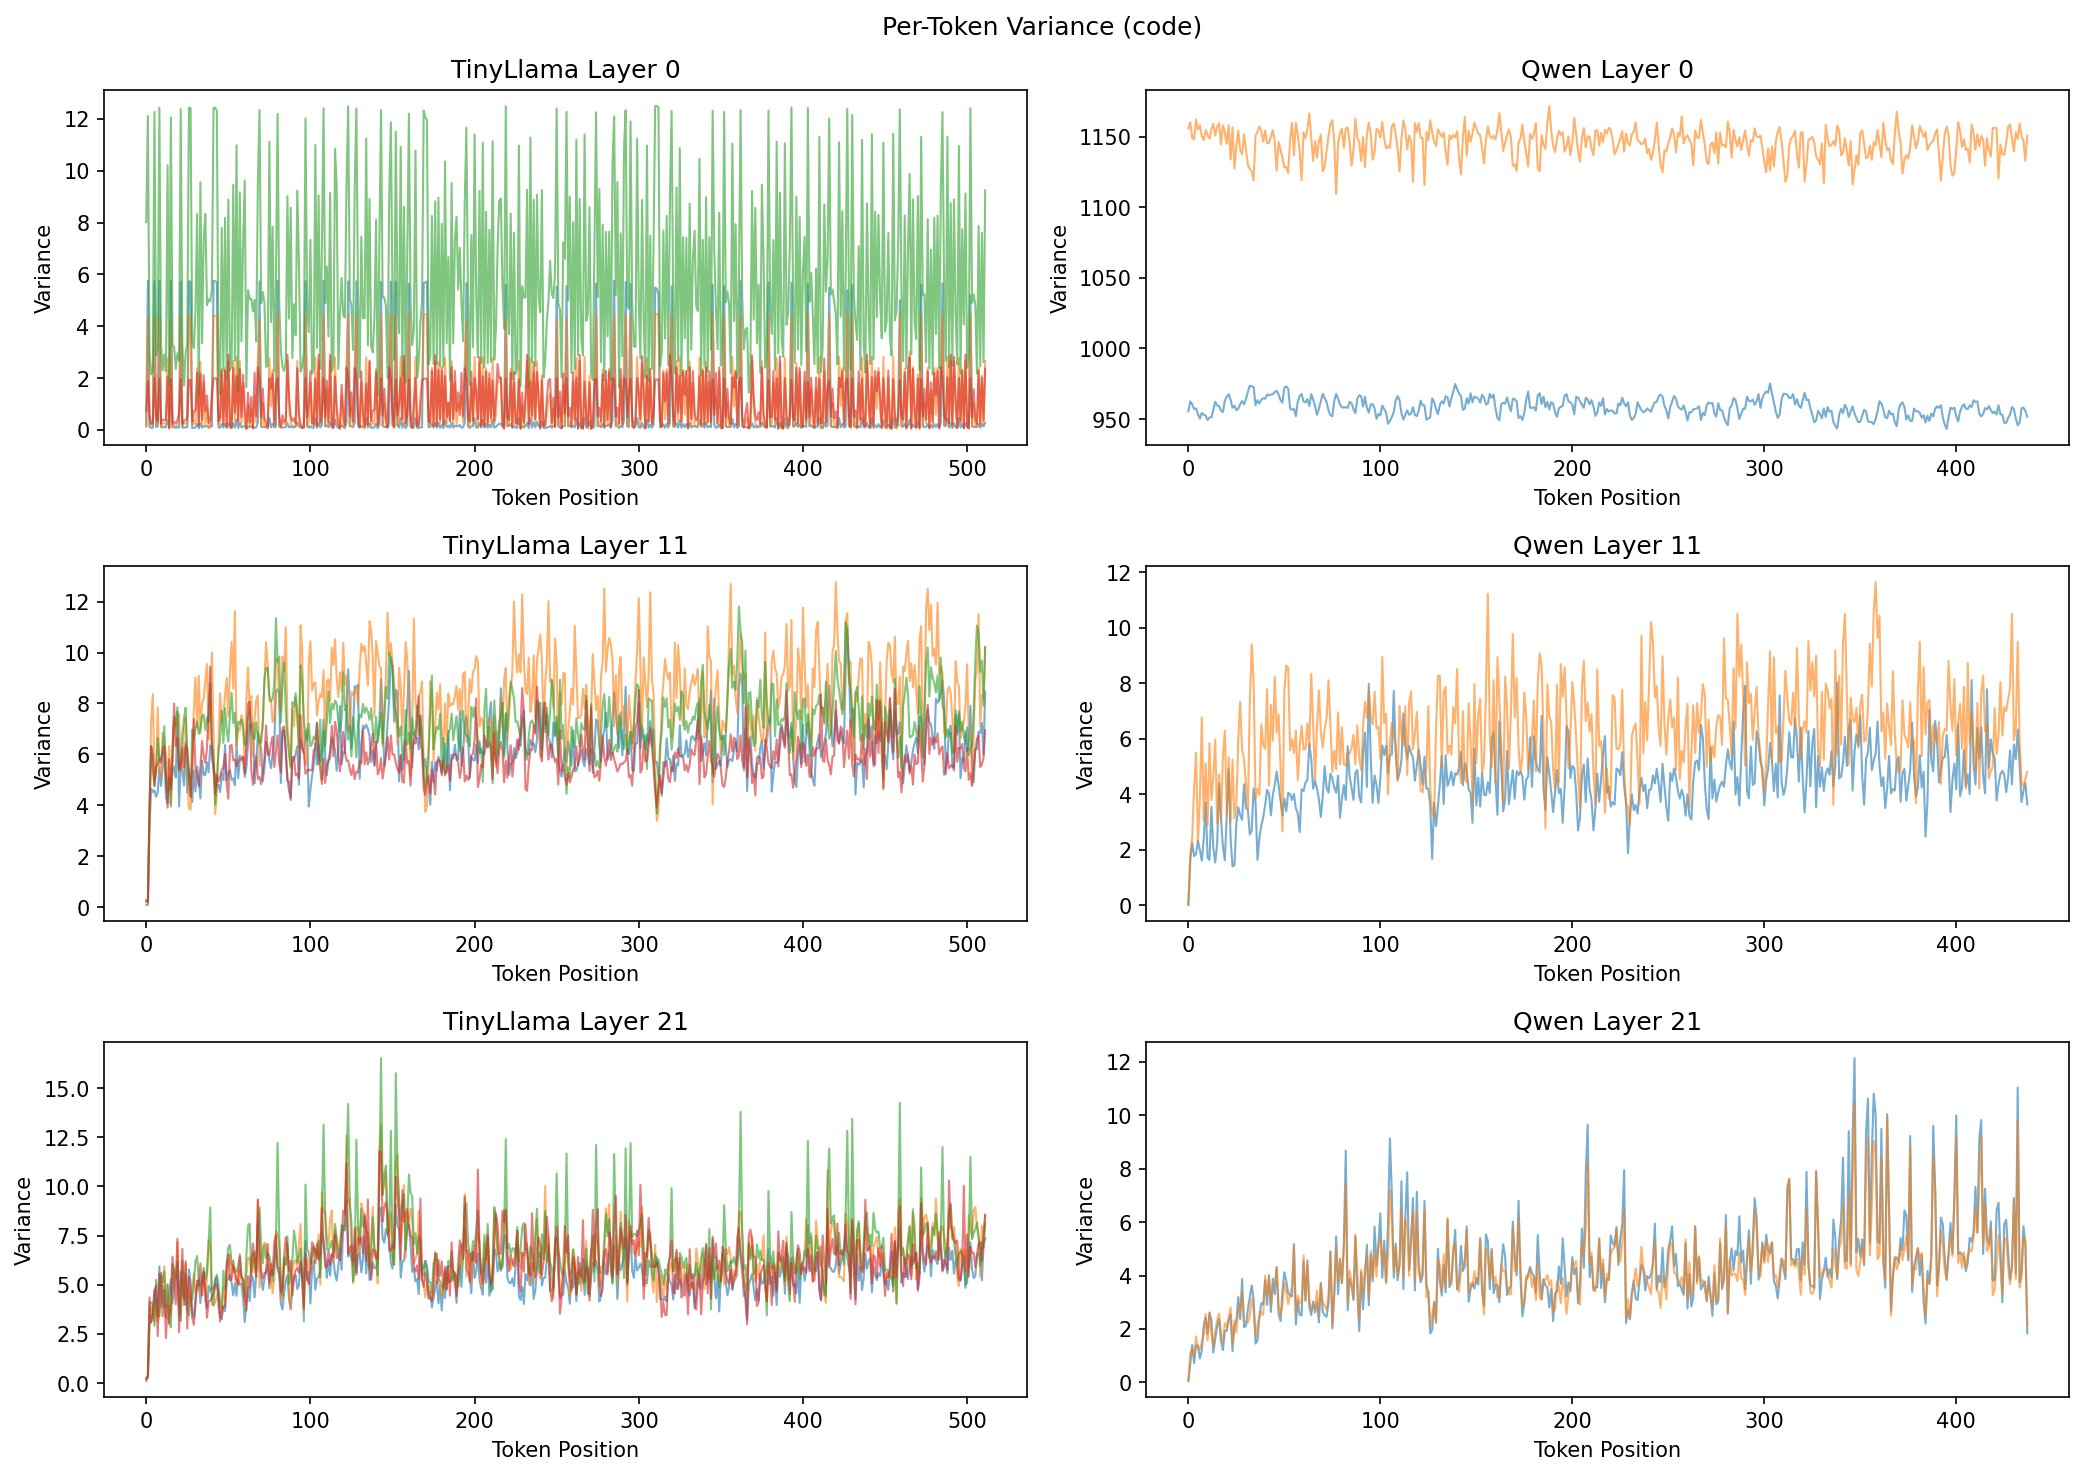 Per-Token Variance (code)
TinyLlama Layer 0
Variance
12
10
8
6
4
2
0
0 100 200 300 400 500
Token Position
Qwen Layer 0
Variance
1150
1100
1050
1000
950
0 100 200 300 400
Token Position
TinyLlama Layer 11
Variance
12
10
8
6
4
2
0
0 100 200 300 400 500
Token Position
Qwen Layer 11
Variance
12
10
8
6
4
2
0
0 100 200 300 400
Token Position
TinyLlama Layer 21
Variance
15.0
12.5
10.0
7.5
5.0
2.5
0.0
0 100 200 300 400 500
Token Position
Qwen Layer 21
Variance
12
10
8
6
4
2
0
0 100 200 300 400
Token Position